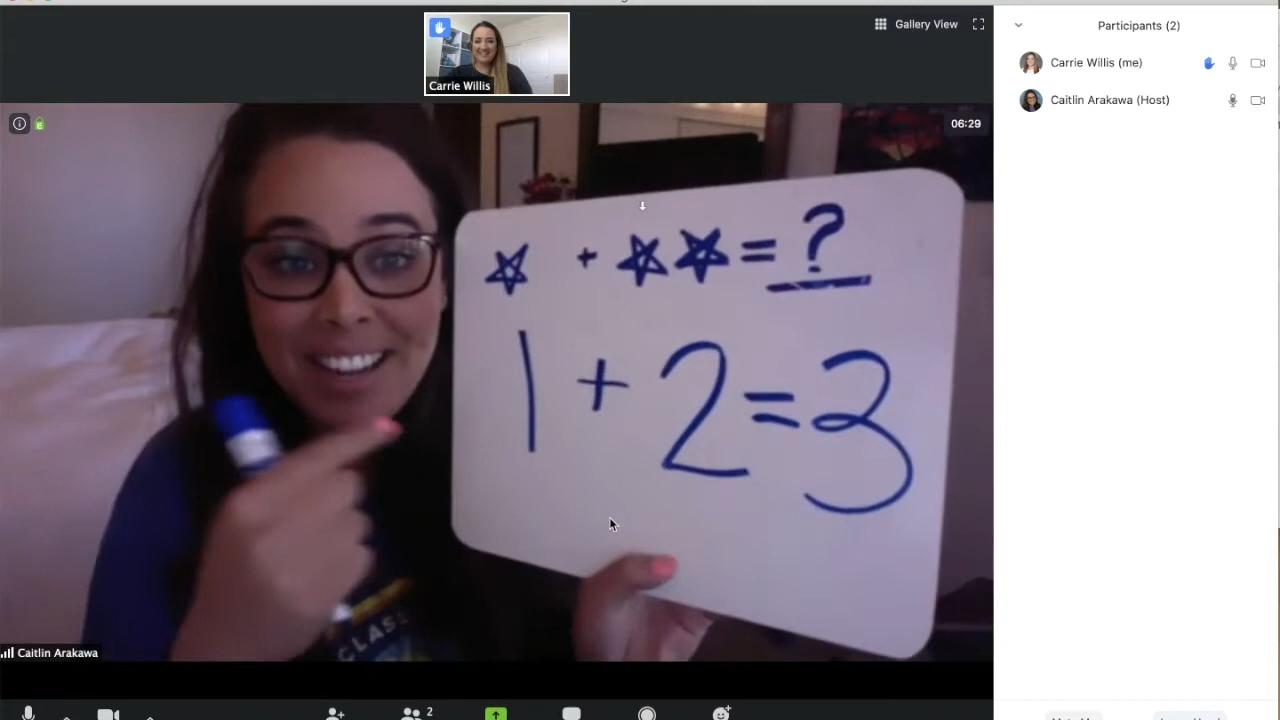 Gallery View
Carrie Willis
Participants (2)
Carrie Willis (me)
Caitlin Arakawa (Host)
06:29
+ = ?
1 + 2 = 3
CLASS
Caitlin Arakawa
2